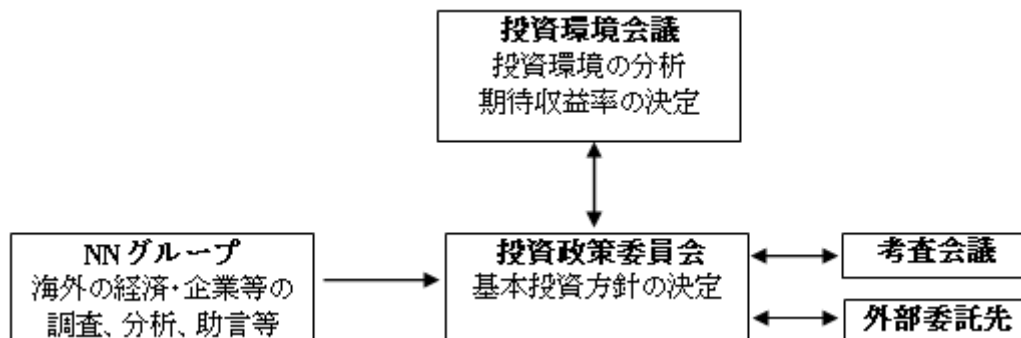 投資環境会議
投資環境の分析
期待収益率の決定
NNグループ
海外の経済・企業等の
調査、分析、助言等
投資政策委員会
基本投資方針の決定
考査会議
外部委託先